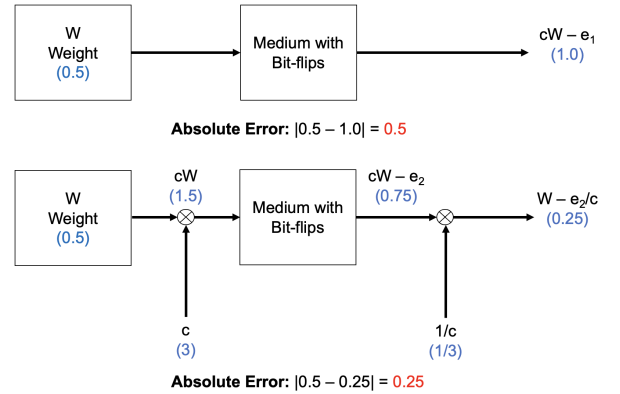 W
Weight
(0.5)
Medium with
Bit-flips
cW – e₁
(1.0)
Absolute Error: |0.5 – 1.0| = 0.5
W
Weight
(0.5)
cW
(1.5)
Medium with
Bit-flips
cW – e₂
(0.75)
W – e₂/c
(0.25)
c
(3)
1/c
(1/3)
Absolute Error: |0.5 – 0.25| = 0.25